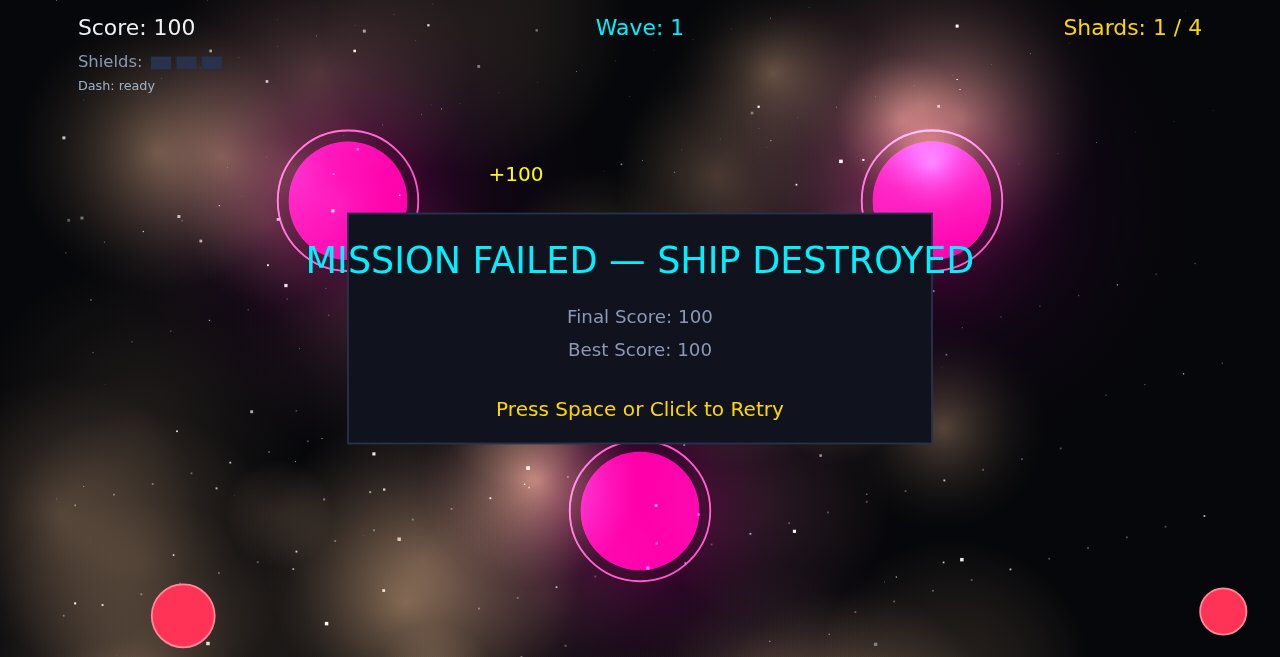 Score: 100
Wave: 1
Shards: 1 / 4
Shields:
Dash: ready
+100
MISSION FAILED — SHIP DESTROYED
Final Score: 100
Best Score: 100
Press Space or Click to Retry